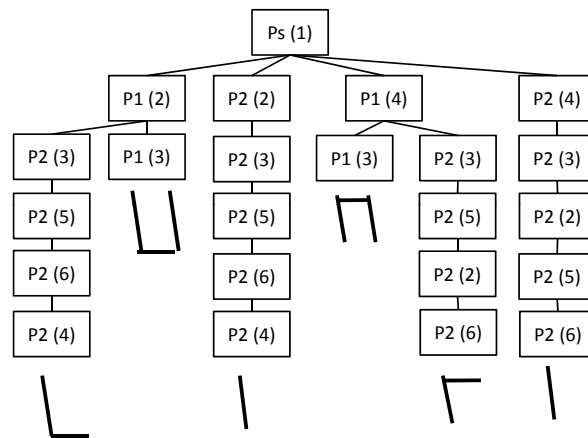 Ps (1)
P1 (2) P2 (2) P1 (4) P2 (4)
P2 (3) P1 (3) P2 (3) P1 (3) P2 (3) P2 (3)
P2 (5) P2 (5) P2 (5) P2 (2)
P2 (6) P2 (6) P2 (2) P2 (5)
P2 (4) P2 (4) P2 (6) P2 (6)